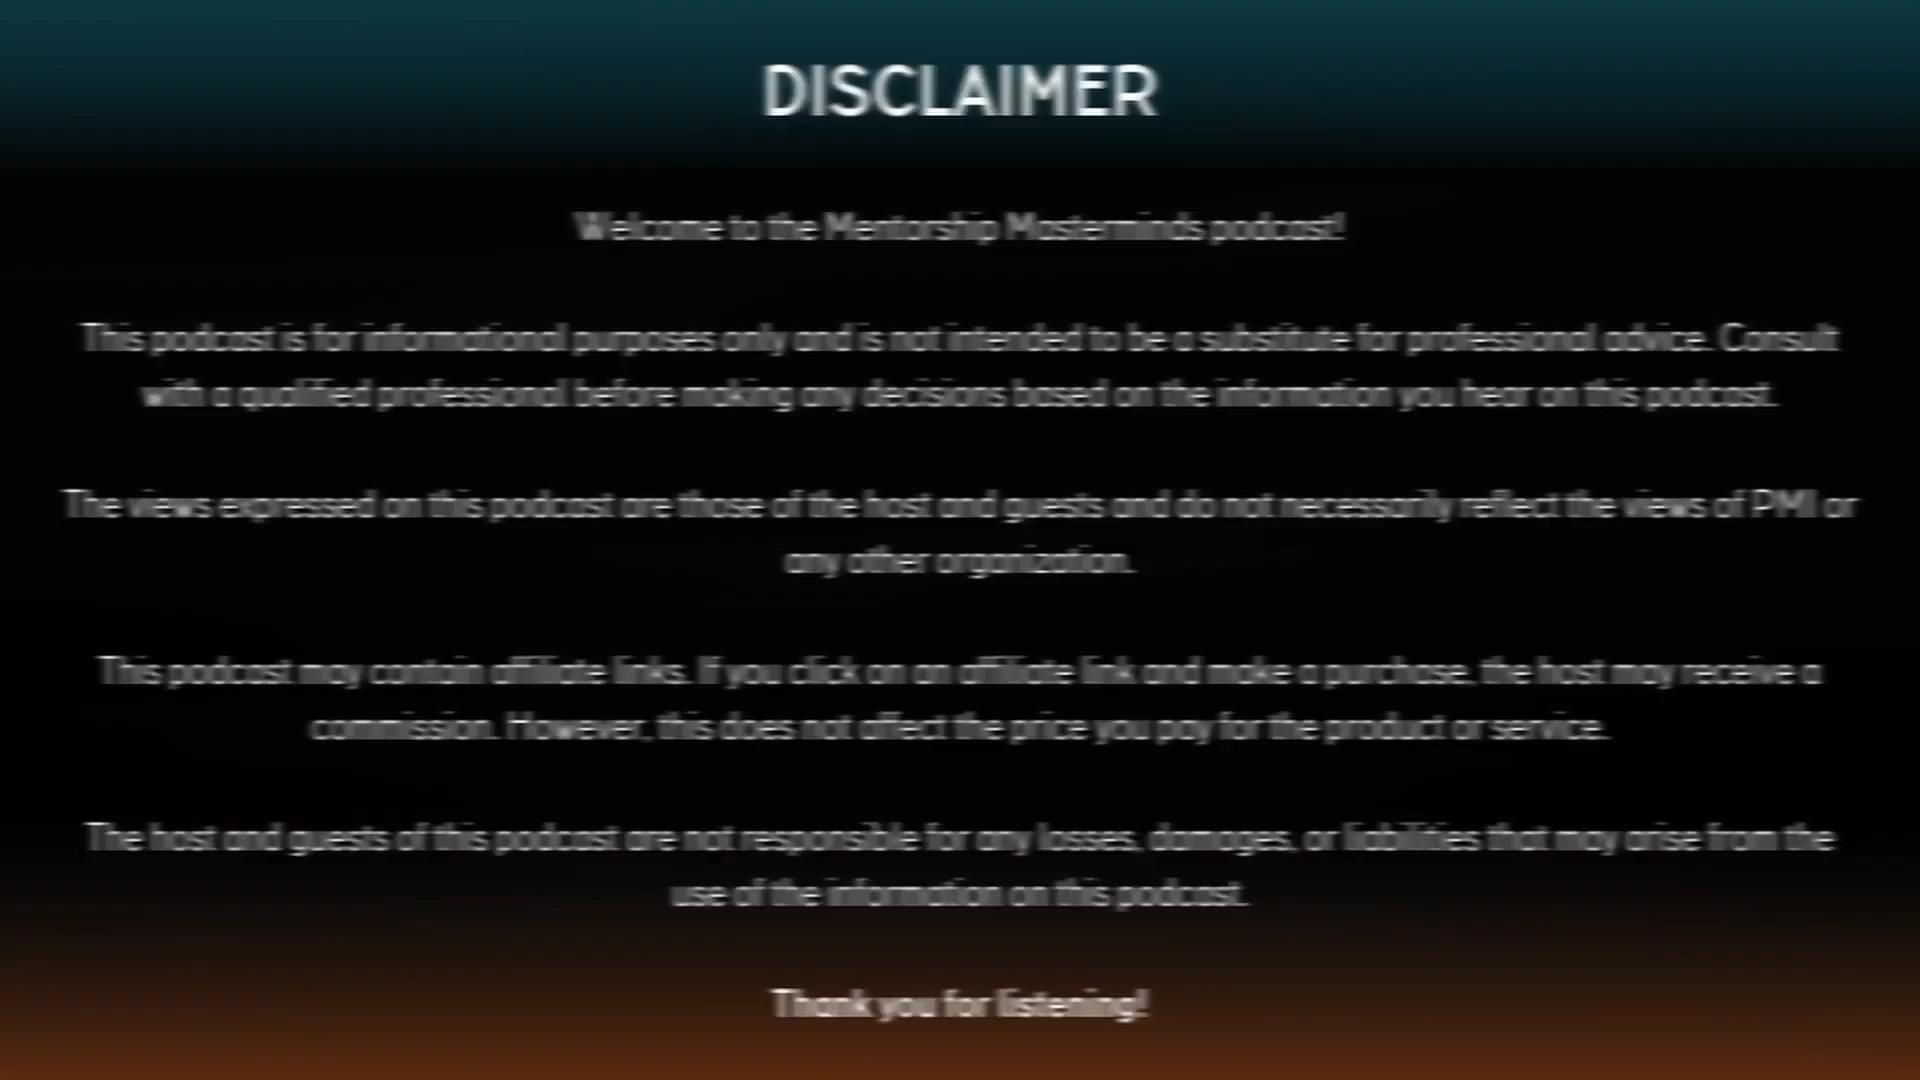 DISCLAIMER
Welcome to the Mentorship Masterminds podcast!
This podcast is for informational purposes only and is not intended to be a substitute for professional advice. Consult
with a qualified professional before making any decisions based on the information you hear on this podcast.
The views expressed on this podcast are those of the host and guests and do not necessarily reflect the views of PMI or
any other organization.
This podcast may contain affiliate links. If you click on an affiliate link and make a purchase, the host may receive a
commission. However, this does not affect the price you pay for the product or service.
The host and guests of this podcast are not responsible for any losses, damages, or liabilities that may arise from the
use of the information on this podcast.
Thank you for listening!